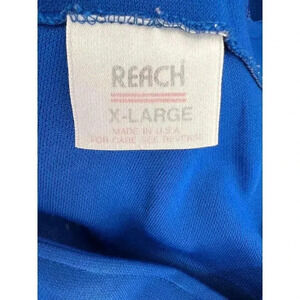 REACH
X-LARGE
MADE IN U.S.A
FOR CARE SEE REVERSE